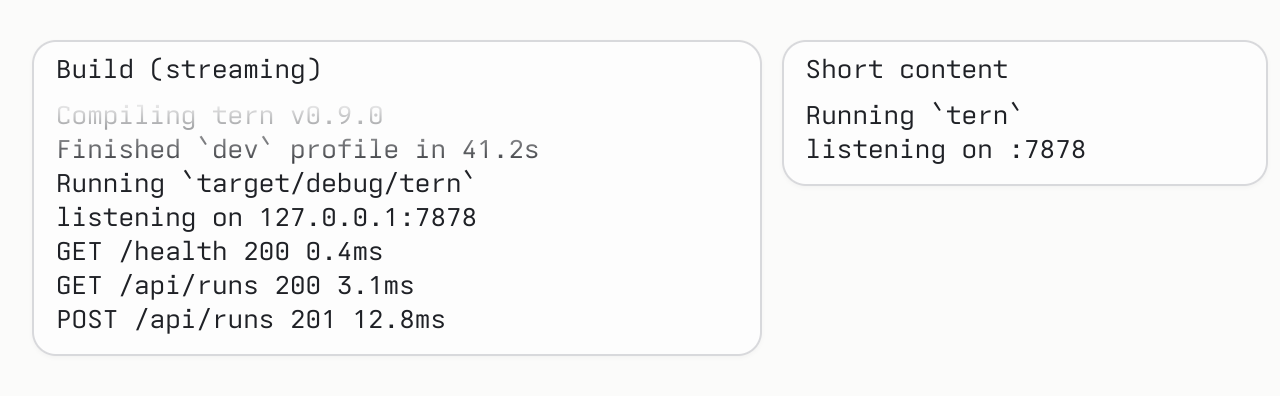 Build (streaming)
Compiling tern v0.9.0
Finished `dev` profile in 41.2s
Running `target/debug/tern`
listening on 127.0.0.1:7878
GET /health 200 0.4ms
GET /api/runs 200 3.1ms
POST /api/runs 201 12.8ms
Short content
Running `tern`
listening on :7878